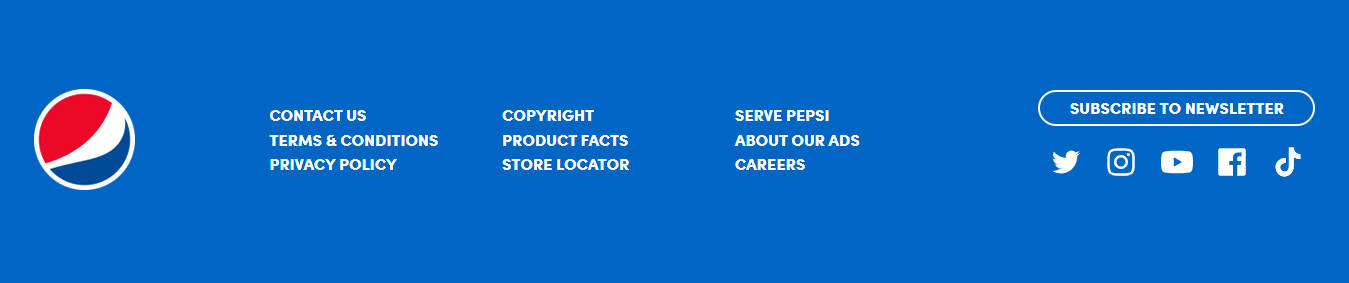 CONTACT US
TERMS & CONDITIONS
PRIVACY POLICY
COPYRIGHT
PRODUCT FACTS
STORE LOCATOR
SERVE PEPSI
ABOUT OUR ADS
CAREERS
SUBSCRIBE TO NEWSLETTER